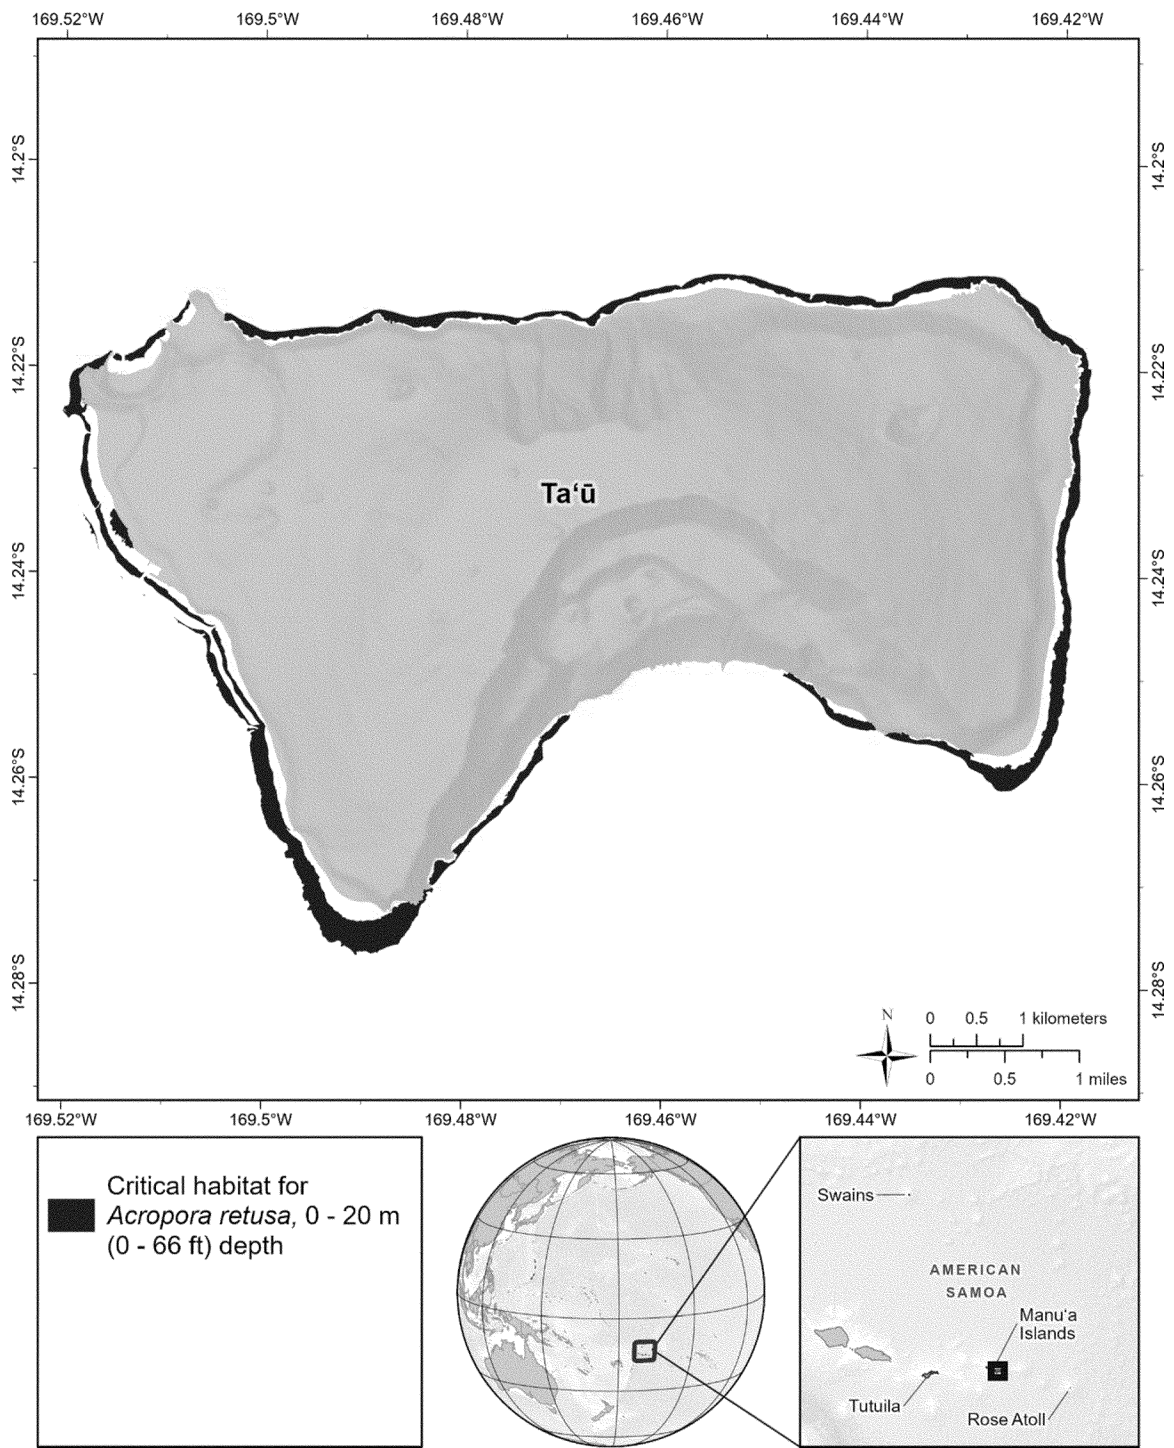 169.52°W 169.5°W 169.48°W 169.46°W 169.44°W 169.42°W
14.2°S 14.2°S
14.22°S 14.22°S
Taʻū
14.24°S 14.24°S
14.26°S 14.26°S
14.28°S 14.28°S
N
0 0.5 1 kilometers
0 0.5 1 miles
169.52°W 169.5°W 169.48°W 169.46°W 169.44°W 169.42°W
Critical habitat for
Acropora retusa, 0 - 20 m
(0 - 66 ft) depth
Swains
AMERICAN
SAMOA
Manuʻa
Islands
Tutuila
Rose Atoll